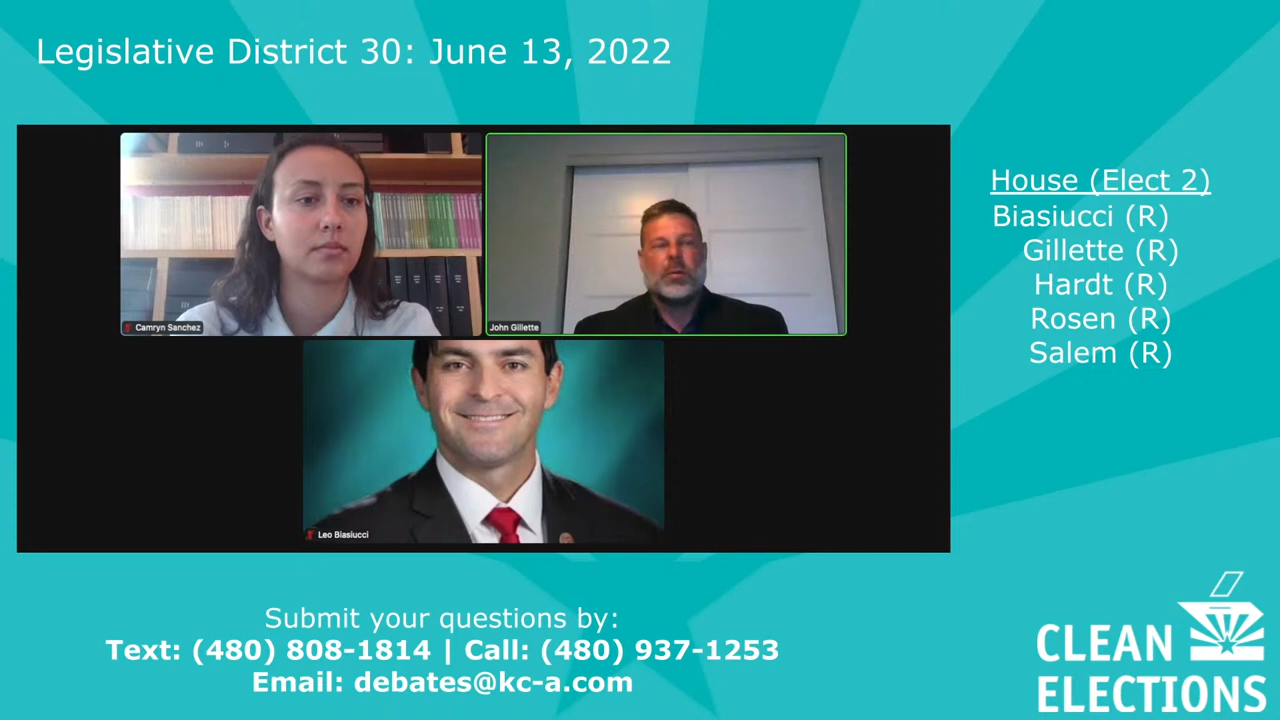 Legislative District 30: June 13, 2022
Camryn Sanchez
John Gillette
Leo Biasiucci
House (Elect 2)
Biasiucci (R)
Gillette (R)
Hardt (R)
Rosen (R)
Salem (R)
Submit your questions by:
Text: (480) 808-1814 | Call: (480) 937-1253
Email: debates@kc-a.com
CLEAN
ELECTIONS